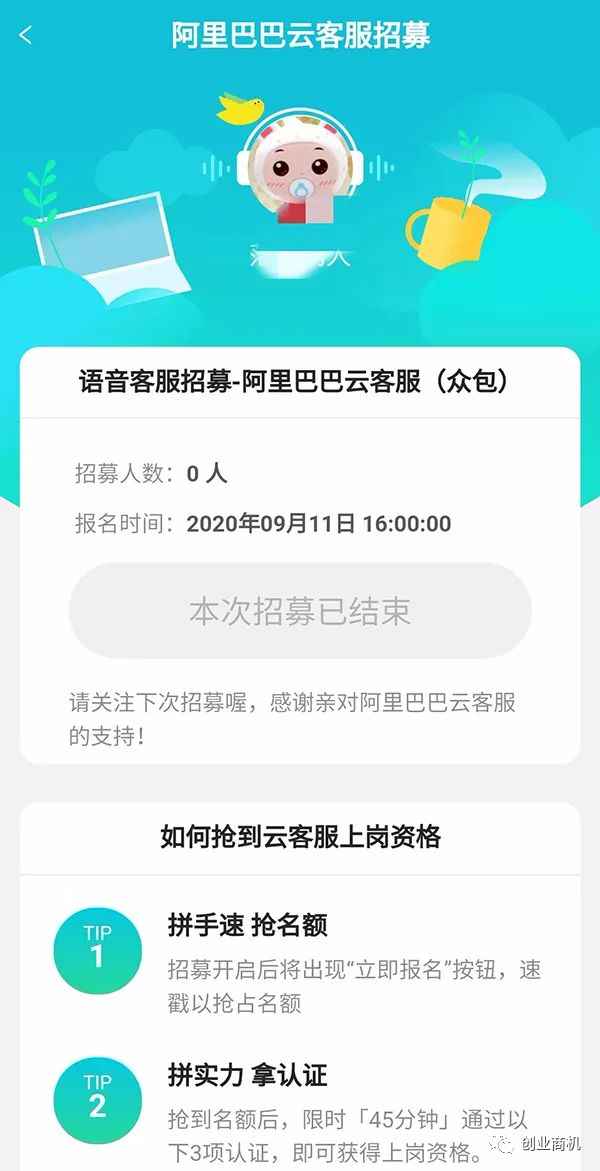 阿里巴巴云客服招募
语音客服招募-阿里巴巴云客服（众包）
招募人数：0 人
报名时间：2020年09月11日 16:00:00
本次招募已结束
请关注下次招募喔，感谢亲对阿里巴巴云客服
的支持！
如何抢到云客服上岗资格
TIP
1
拼手速 抢名额
招募开启后将出现“立即报名”按钮，速
戳以抢占名额
TIP
2
拼实力 拿认证
抢到名额后，限时「45分钟」通过以
下3项认证，即可获得上岗资格。
创业商机